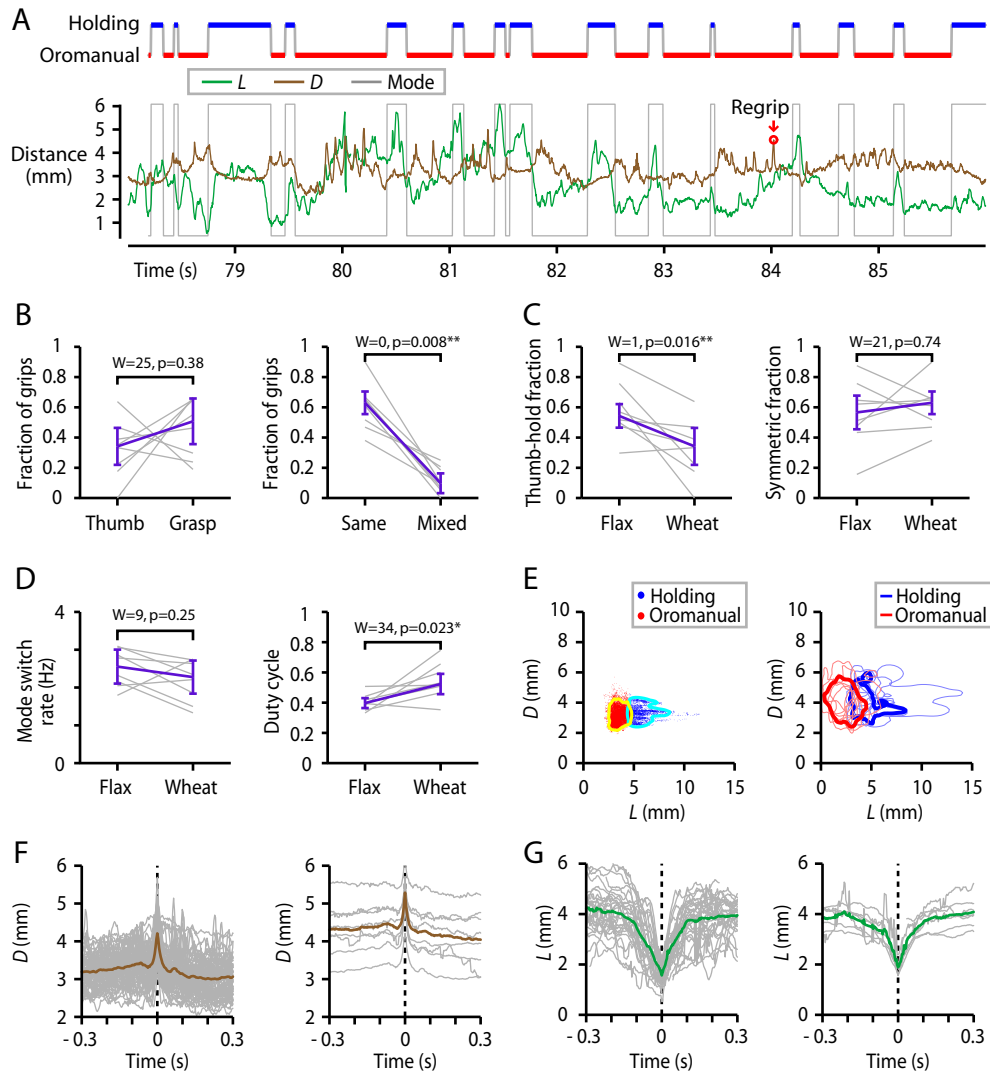 A
Holding
Oromanual
L D Mode
Distance
(mm)
6
5
4
3
2
1
Regrip
Time (s) 79 80 81 82 83 84 85
B
W=25, p=0.38
Fraction of grips
1
0.8
0.6
0.4
0.2
0
Thumb Grasp
W=0, p=0.008**
Fraction of grips
1
0.8
0.6
0.4
0.2
0
Same Mixed
C
W=1, p=0.016**
Thumb-hold fraction
1
0.8
0.6
0.4
0.2
0
Flax Wheat
W=21, p=0.74
Symmetric fraction
1
0.8
0.6
0.4
0.2
0
Flax Wheat
D
W=9, p=0.25
Mode switch
rate (Hz)
4
2
0
Flax Wheat
W=34, p=0.023*
Duty cycle
1
0.8
0.6
0.4
0.2
0
Flax Wheat
E
Holding
Oromanual
D (mm)
10
8
6
4
2
0
0 5 10 15
L (mm)
Holding
Oromanual
D (mm)
10
8
6
4
2
0
0 5 10 15
L (mm)
F
D (mm)
6
5
4
3
2
- 0.3 0 0.3
Time (s)
D (mm)
6
5
4
3
2
- 0.3 0 0.3
Time (s)
G
L (mm)
6
4
2
0
-0.3 0 0.3
Time (s)
L (mm)
6
4
2
0
-0.3 0 0.3
Time (s)